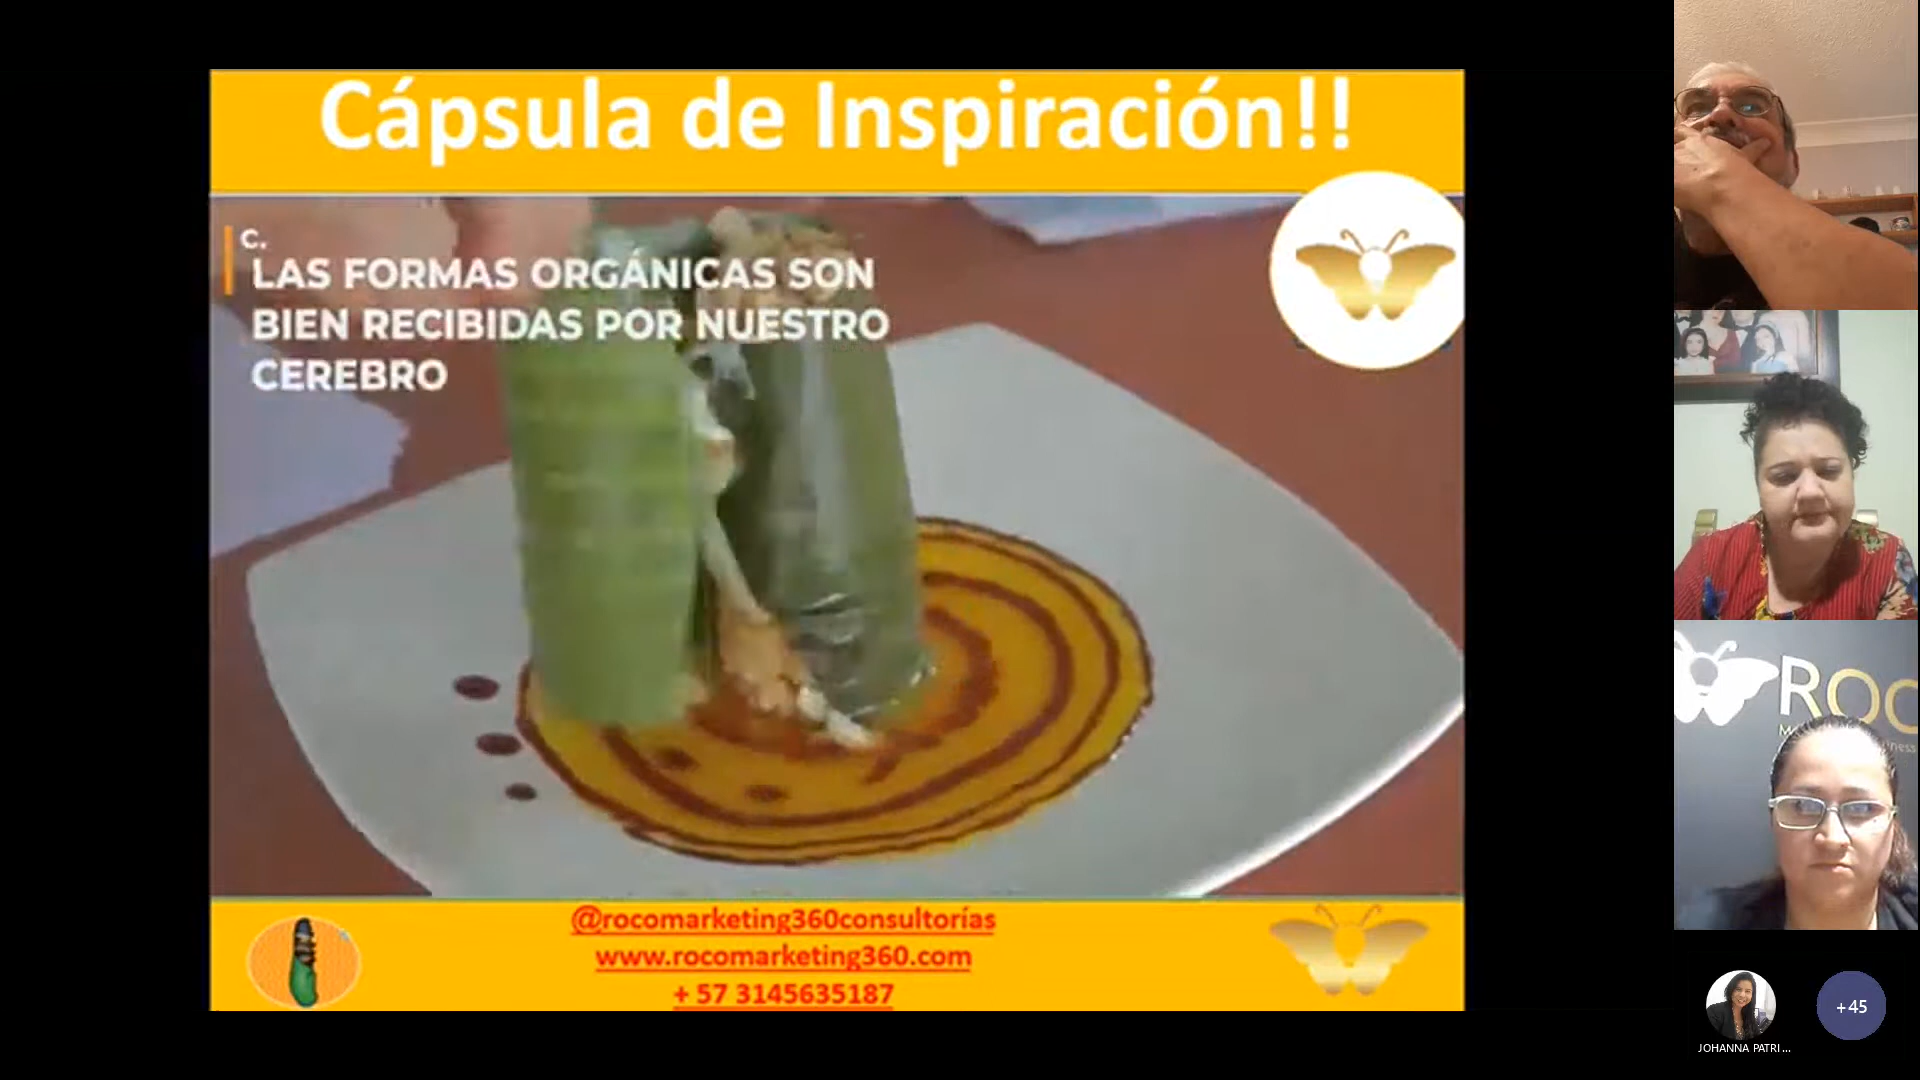 Cápsula de Inspiración!!
C.
LAS FORMAS ORGÁNICAS SON
BIEN RECIBIDAS POR NUESTRO
CEREBRO
@rocomarketing360consultorías
www.rocomarketing360.com
+ 57 3145635187
ROC
JOHANNA PATRI...
+45